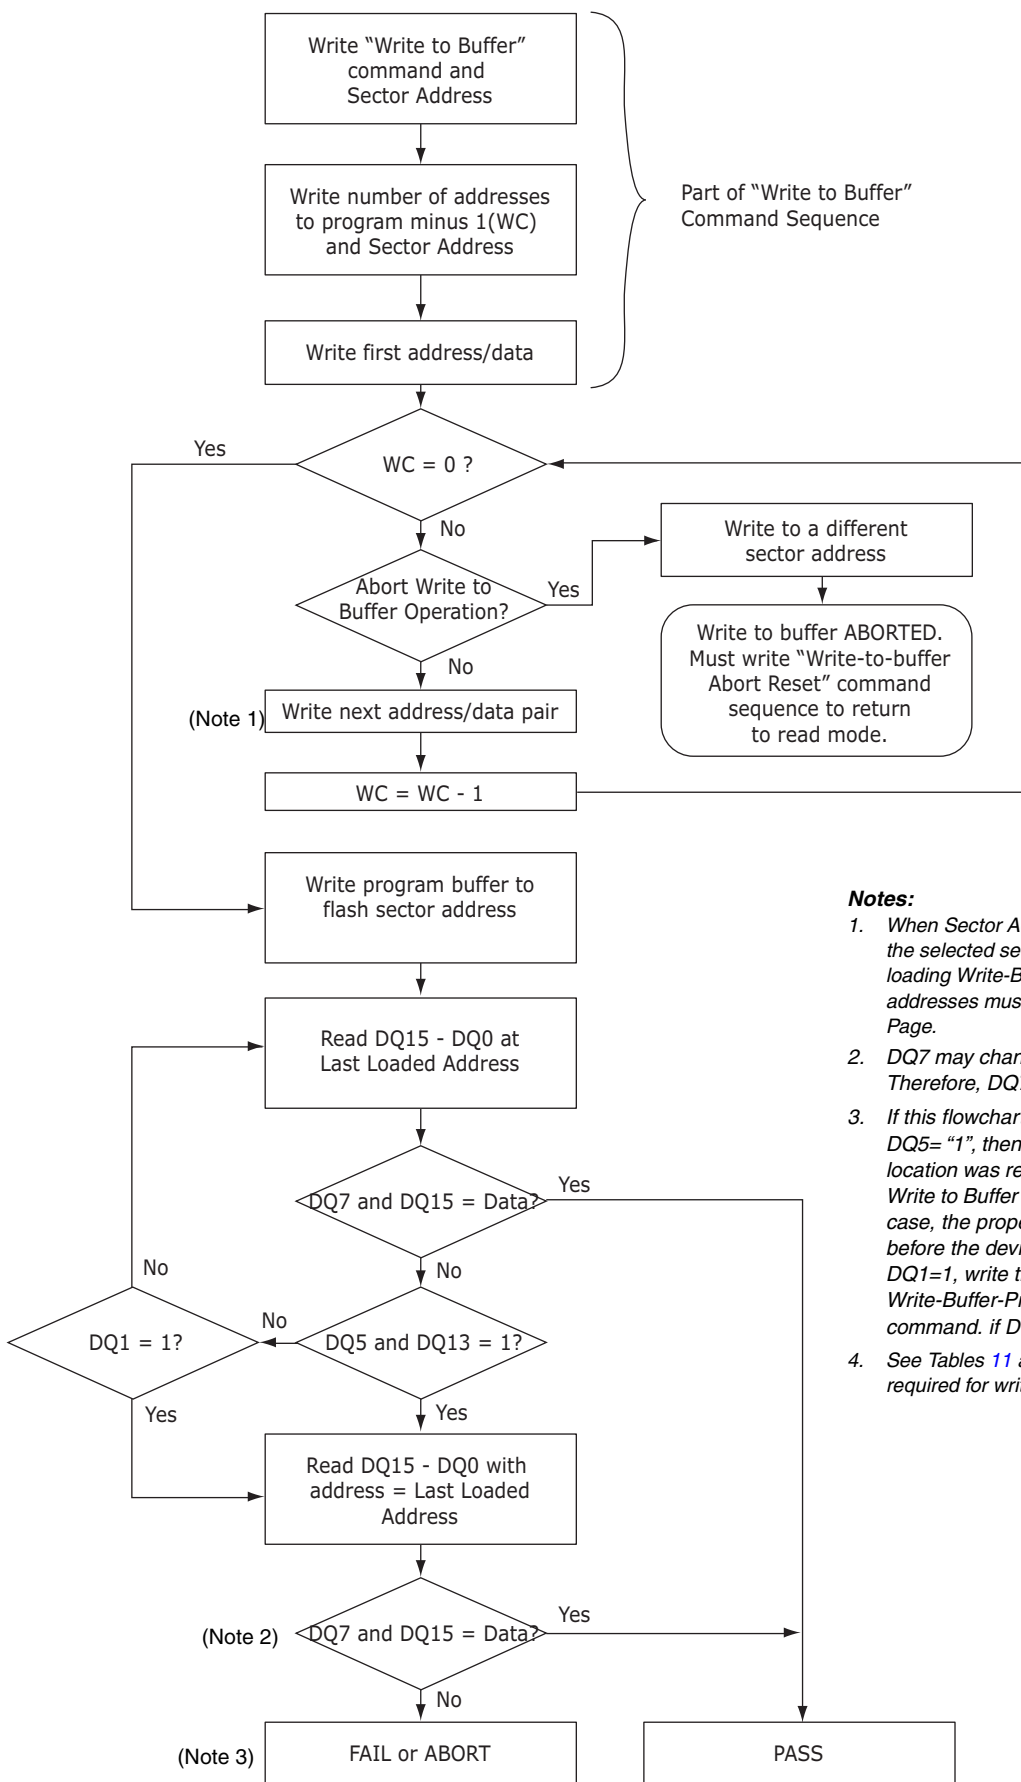 Write “Write to Buffer”
command and
Sector Address
Write number of addresses
to program minus 1(WC)
and Sector Address
Part of “Write to Buffer”
Command Sequence
Write first address/data
Yes
WC = 0 ?
No
Write to a different
sector address
Abort Write to
Buffer Operation?
Yes
Write to buffer ABORTED.
Must write “Write-to-buffer
Abort Reset” command
sequence to return
to read mode.
No
(Note 1)
Write next address/data pair
WC = WC - 1
Write program buffer to
flash sector address
Notes:
1. When Sector A
the selected se
loading Write-B
addresses mus
Page.
2. DQ7 may chan
Therefore, DQ
3. If this flowchar
DQ5= “1”, then
location was re
Write to Buffer
case, the prope
before the devi
DQ1=1, write t
Write-Buffer-P
command. if D
4. See Tables 11 a
required for wri
Read DQ15 - DQ0 at
Last Loaded Address
DQ7 and DQ15 = Data?
Yes
No
No
DQ1 = 1?
No
DQ5 and DQ13 = 1?
Yes
Yes
Read DQ15 - DQ0 with
address = Last Loaded
Address
(Note 2)
DQ7 and DQ15 = Data?
Yes
No
(Note 3)
FAIL or ABORT
PASS